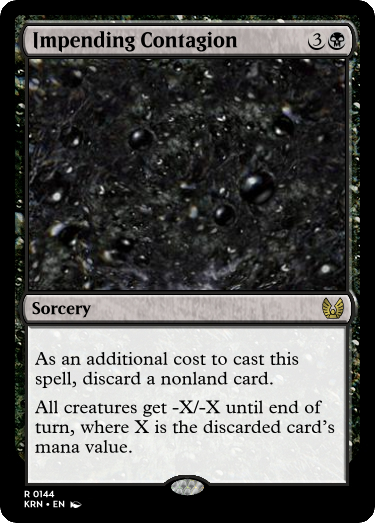 Impending Contagion 3
Sorcery
As an additional cost to cast this
spell, discard a nonland card.
All creatures get -X/-X until end of
turn, where X is the discarded card's
mana value.
R 0144
KRN • EN